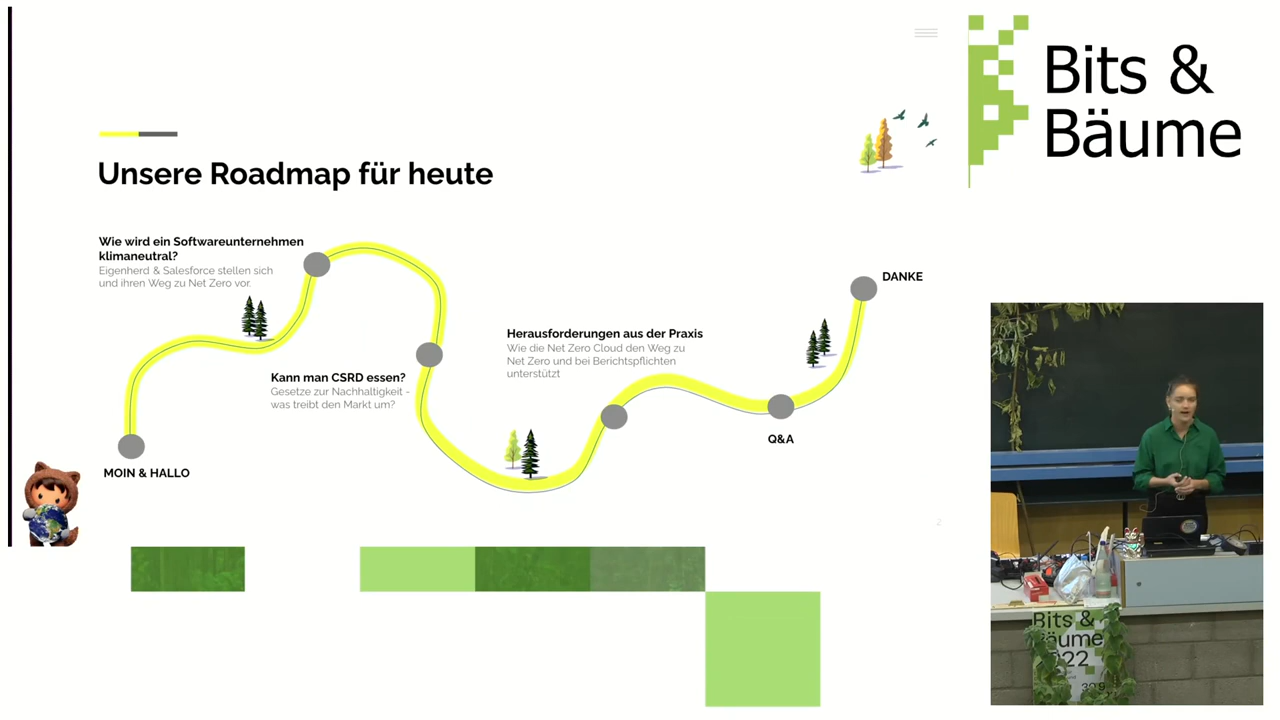 Bits &
Bäume
Unsere Roadmap für heute
Wie wird ein Softwareunternehmen
klimaneutral?
Eigenherd & Salesforce stellen sich
und ihren Weg zu Net Zero vor.
DANKE
Herausforderungen aus der Praxis
Wie die Net Zero Cloud den Weg zu
Net Zero und bei Berichtspflichten
unterstützt
Kann man CSRD essen?
Gesetze zur Nachhaltigkeit -
was treibt den Markt um?
Q&A
MOIN & HALLO
2
Bits &
Bäume